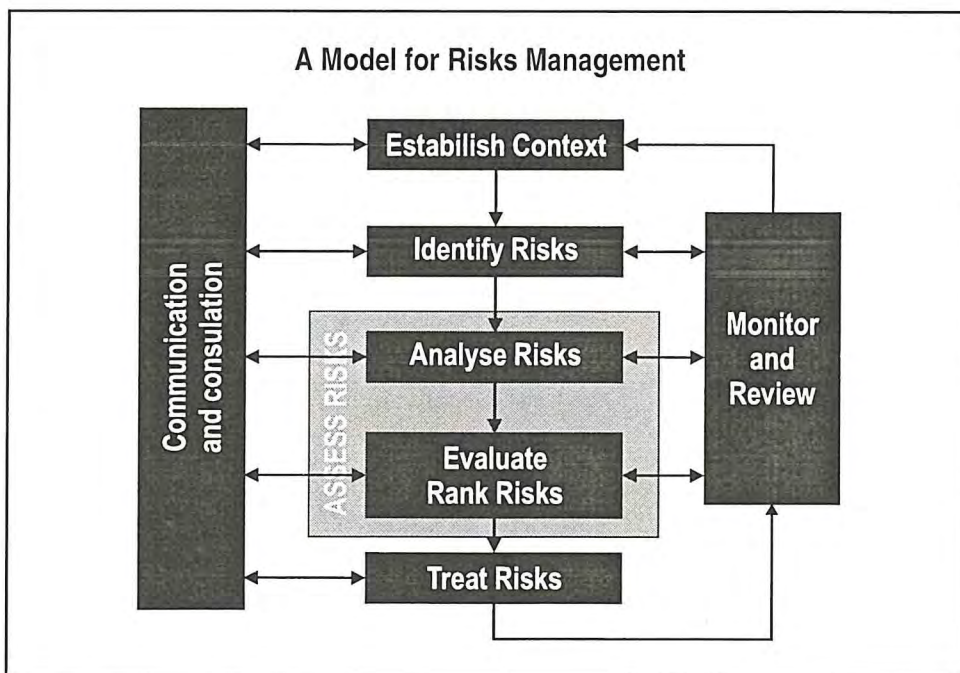 A Model for Risks Management
Estabilish Context
Identify Risks
Analyse Risks
Evaluate
Rank Risks
Treat Risks
ASSESS RISKS
Communication
and consulation
Monitor
and
Review